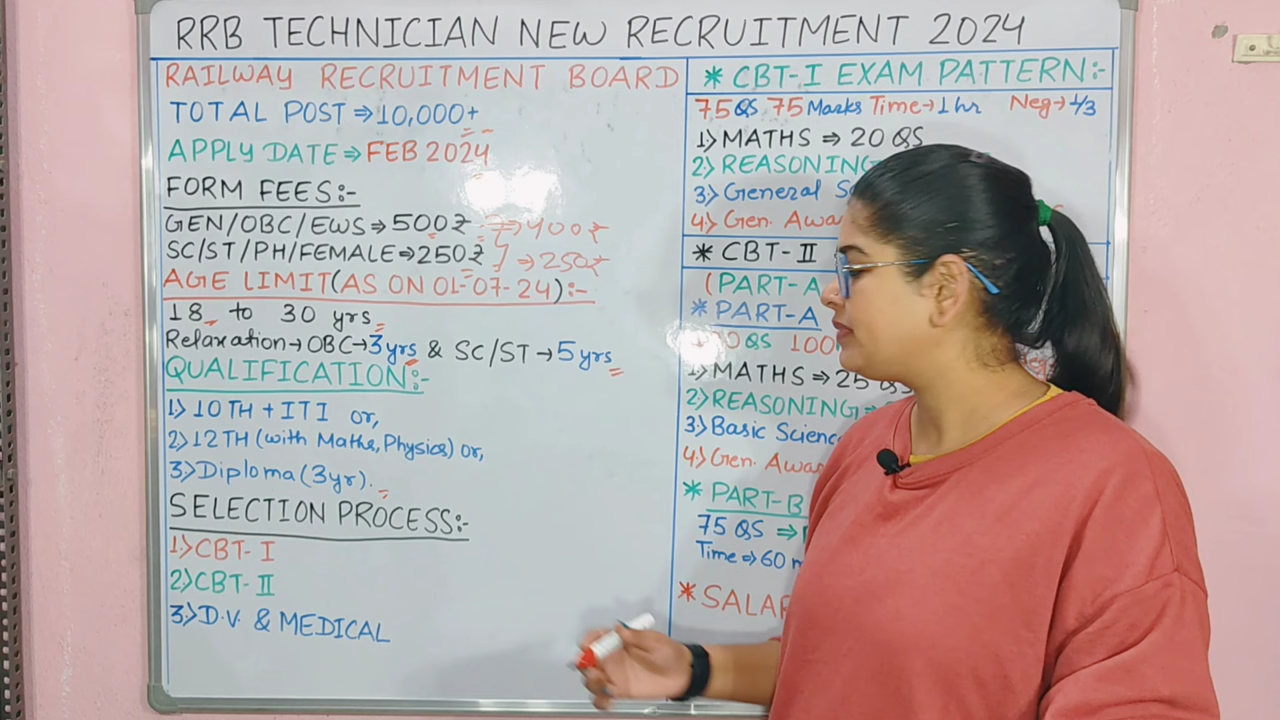 RRB TECHNICIAN NEW RECRUITMENT 2024
RAILWAY RECRUITMENT BOARD
TOTAL POST ⇒ 10,000+
APPLY DATE ⇒ FEB 2024
FORM FEES:-
GEN/OBC/EWS ⇒ 500₹ ⇒ 400₹
SC/ST/PH/FEMALE ⇒ 250₹ ⇒ 250₹
AGE LIMIT (AS ON 01-07-24):-
18 to 30 yrs
Relaxation → OBC → 3 yrs & SC/ST → 5 yrs
QUALIFICATION:-
1) 10TH + ITI or,
2) 12TH (with Maths, Physics) or,
3) Diploma (3yr).
SELECTION PROCESS:-
1) CBT-I
2) CBT-II
3) D.V. & MEDICAL
* CBT-I EXAM PATTERN:-
75 QS 75 Marks Time → 1 hr Neg → 1/3
1) MATHS ⇒ 20 QS
2) REASONING
3) General
4) Gen.
* CBT-II
(PART-A
* PART-A
QS
1) MATHS ⇒ 25 QS
2) REASONING ⇒
3) Basic
4) Gen.
* PART-B
75 QS ⇒
Time ⇒ 60
*